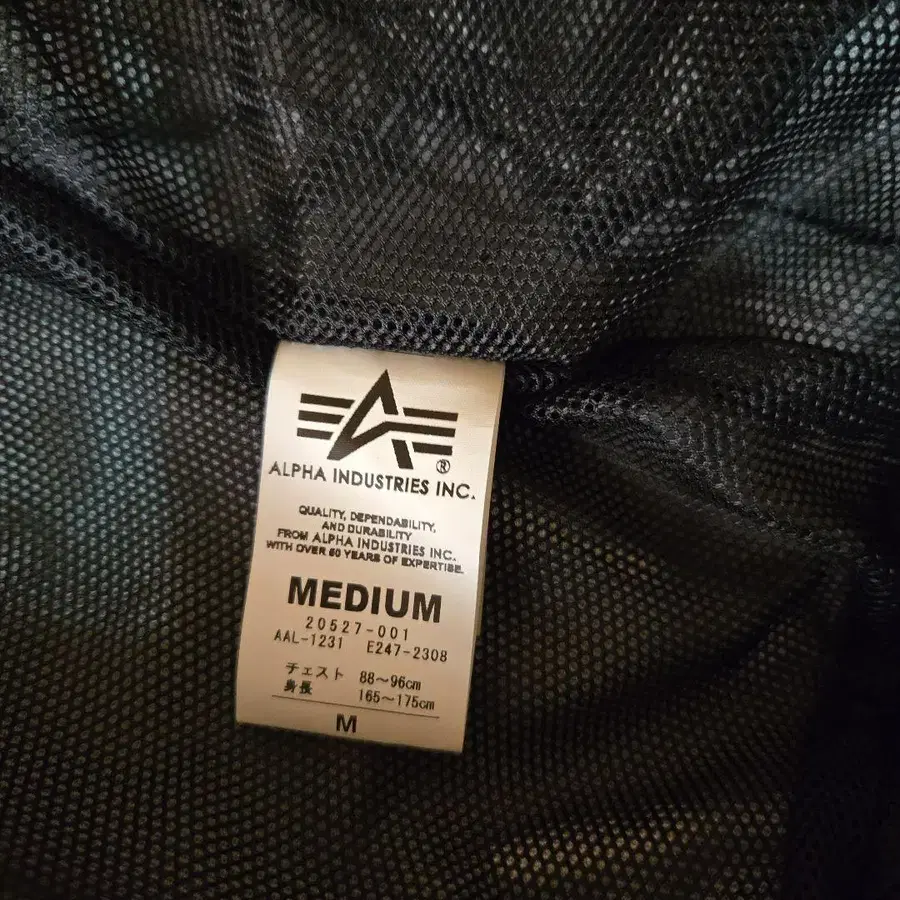 ®
ALPHA INDUSTRIES INC.
QUALITY, DEPENDABILITY,
AND DURABILITY
FROM ALPHA INDUSTRIES INC.
WITH OVER 50 YEARS OF EXPERTISE.
MEDIUM
20527-001
AAL-1231 E247-2308
チェスト 88～96cm
身長 165～175cm
M